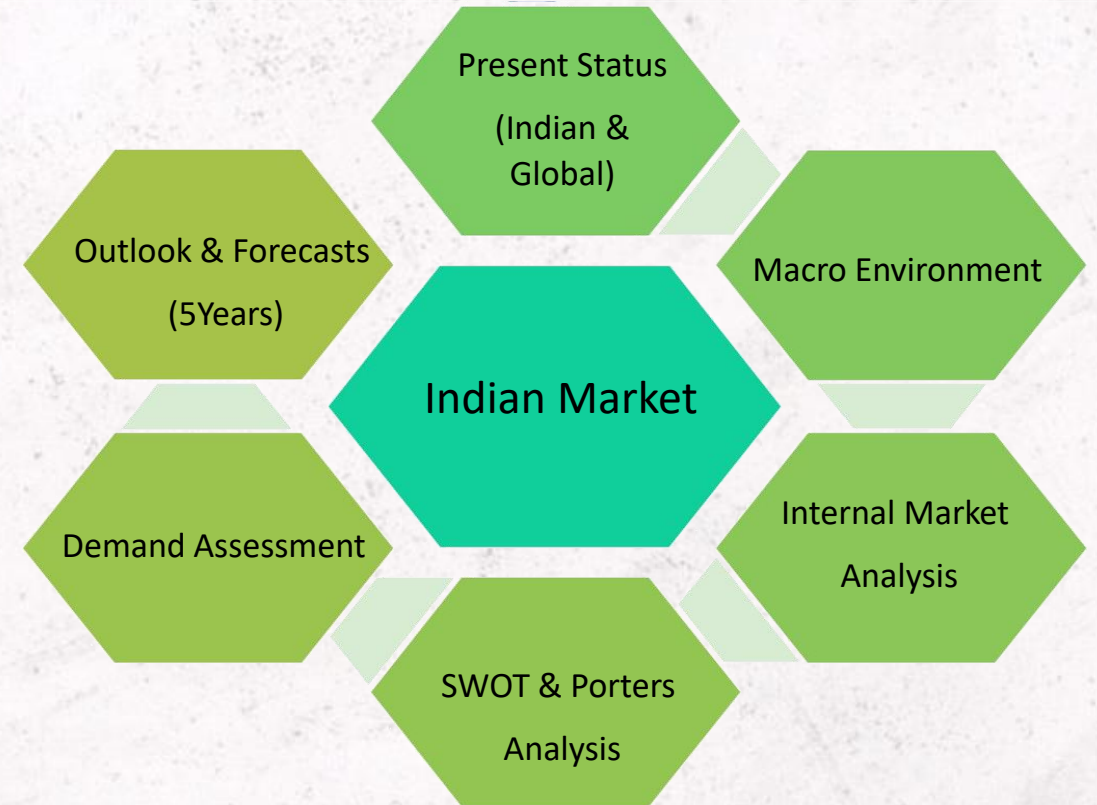 Present Status
(Indian &
Global)
Macro Environment
Internal Market
Analysis
SWOT & Porters
Analysis
Demand Assessment
Outlook & Forecasts
(5Years)
Indian Market